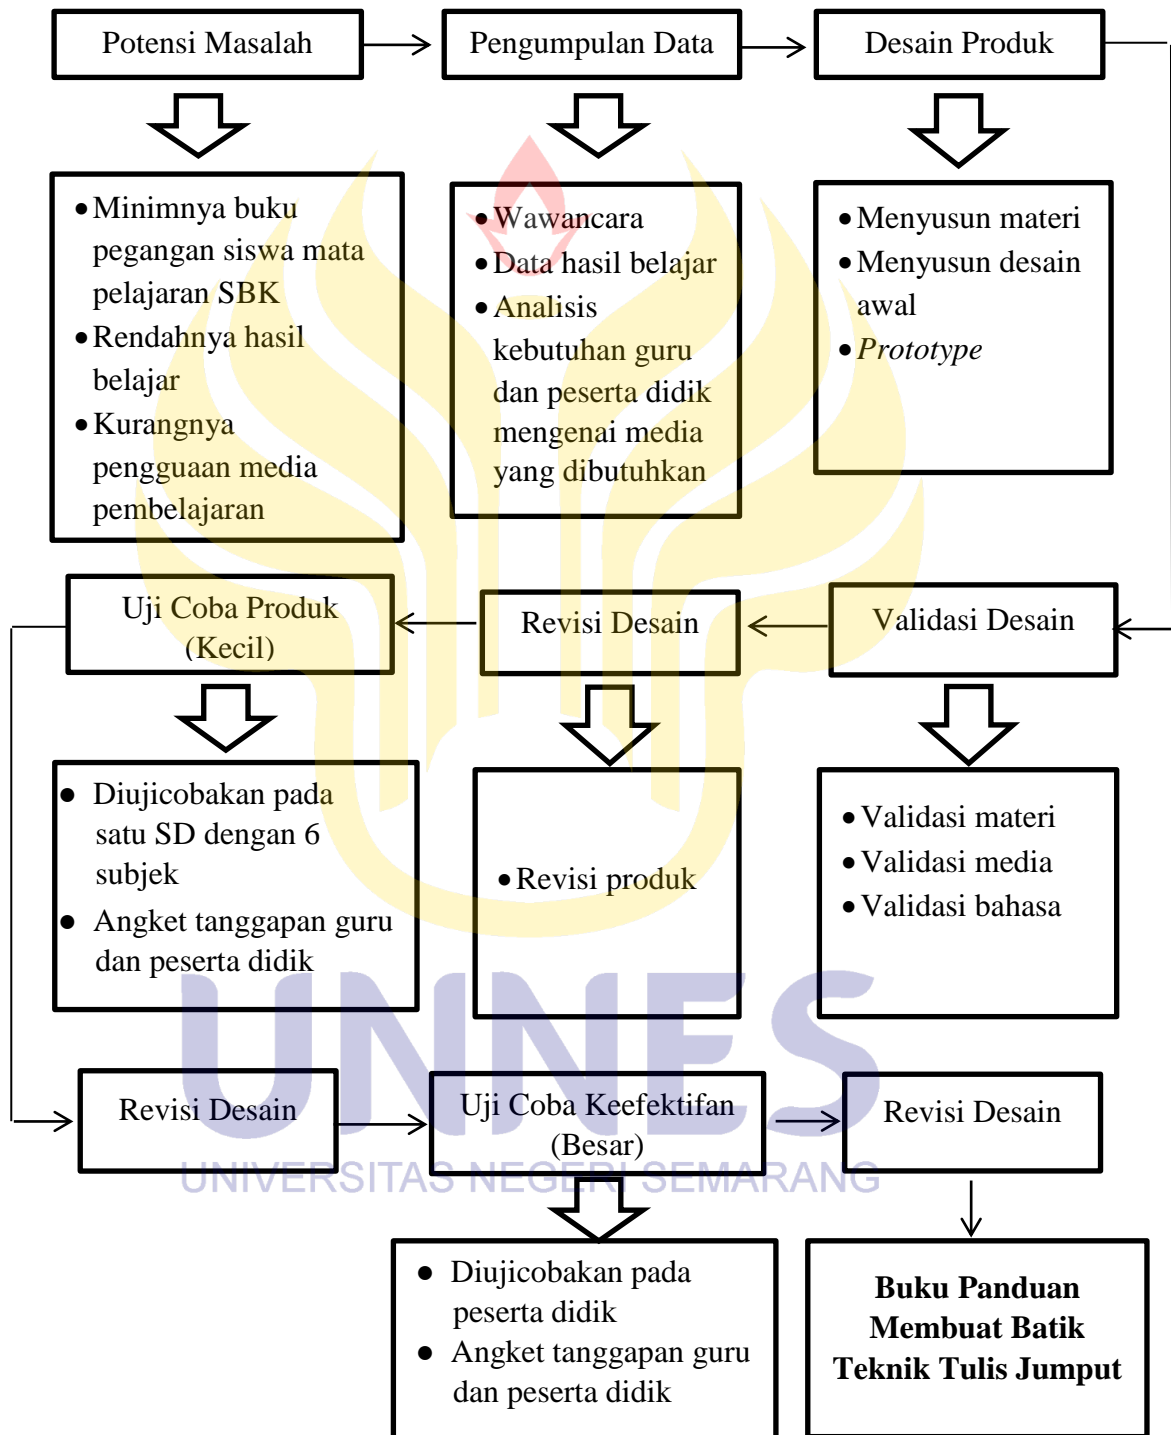 Potensi Masalah
Pengumpulan Data
Desain Produk
• Minimnya buku
pegangan siswa mata
pelajaran SBK
• Rendahnya hasil
belajar
• Kurangnya
pengguaan media
pembelajaran
• Wawancara
• Data hasil belajar
• Analisis
kebutuhan guru
dan peserta didik
mengenai media
yang dibutuhkan
• Menyusun materi
• Menyusun desain
awal
• Prototype
Uji Coba Produk
(Kecil)
Revisi Desain
Validasi Desain
• Diujicobakan pada
satu SD dengan 6
subjek
• Angket tanggapan guru
dan peserta didik
• Revisi produk
• Validasi materi
• Validasi media
• Validasi bahasa
UNNES
UNIVERSITAS NEGERI SEMARANG
Revisi Desain
Uji Coba Keefektifan
(Besar)
Revisi Desain
• Diujicobakan pada
peserta didik
• Angket tanggapan guru
dan peserta didik
Buku Panduan
Membuat Batik
Teknik Tulis Jumput